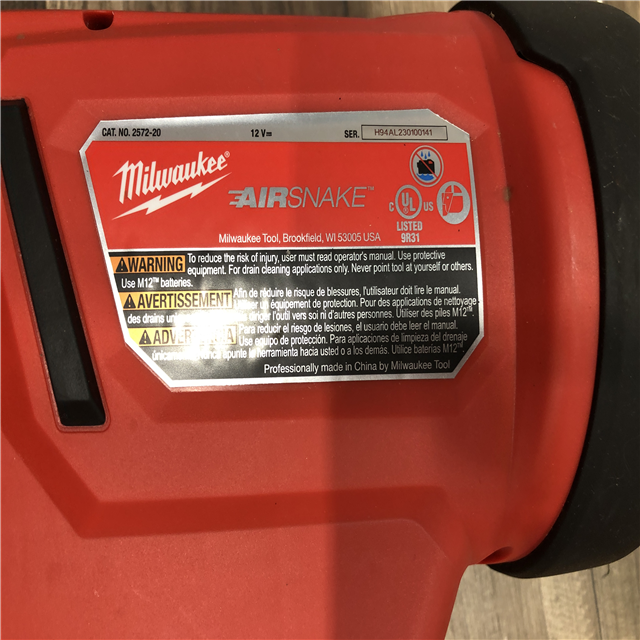 CAT. NO. 2572-20 12 V⎓ SER. H94AL230100141
Milwaukee®
AIRSNAKE™
C UL US
LISTED
9R31
Milwaukee Tool, Brookfield, WI 53005 USA
WARNING To reduce the risk of injury, user must read operator's manual. Use protective
equipment. For drain cleaning applications only. Never point tool at yourself or others.
Use M12™ batteries.
AVERTISSEMENT Afin de réduire le risque de blessures, l'utilisateur doit lire le manuel.
un équipement de protection. Pour des applications de nettoyage
des drains l'outil vers soi ni d'autres personnes. Utiliser des piles M12™
Para reducir el riesgo de lesiones, el usuario debe leer el manual.
Use equipo de protección. Para aplicaciones de limpieza del drenaje
únicamente apunte la herramienta hacia usted o a los demás. Utilice baterías M12™
Professionally made in China by Milwaukee Tool